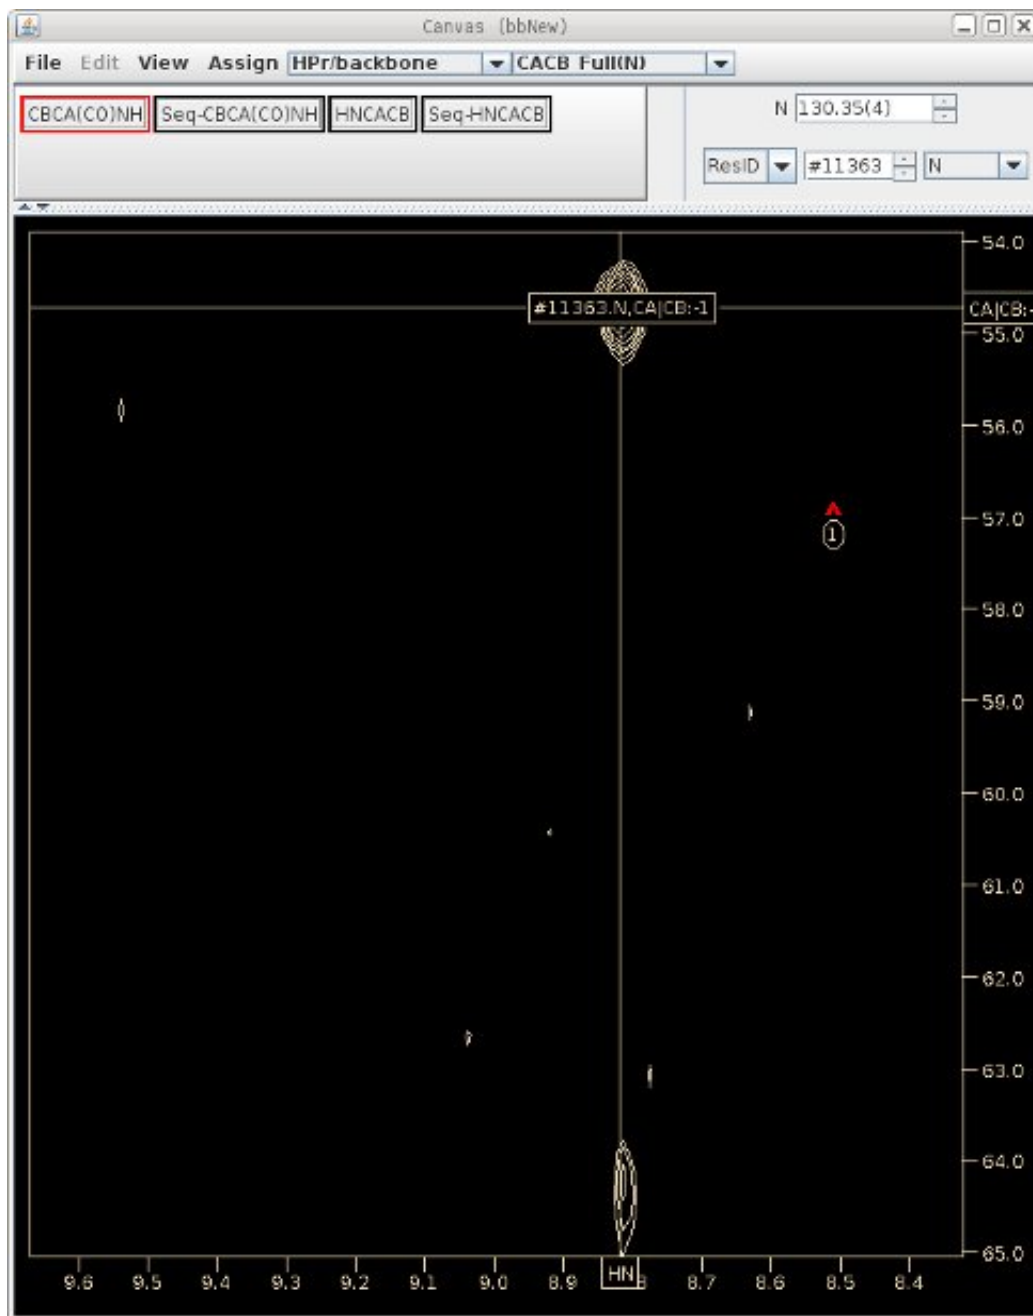 Canvas (bbNew)
File Edit View Assign HPr/backbone CACB Full(N)
CBCA(CO)NH Seq-CBCA(CO)NH HNCACB Seq-HNCACB
N 130.35(4)
ResID #11363 N
54.0
#11363.N,CA|CB:-1
CA|CB:-
55.0
56.0
57.0
1
58.0
59.0
60.0
61.0
62.0
63.0
64.0
65.0
9.6 9.5 9.4 9.3 9.2 9.1 9.0 8.9 HN 8.7 8.6 8.5 8.4